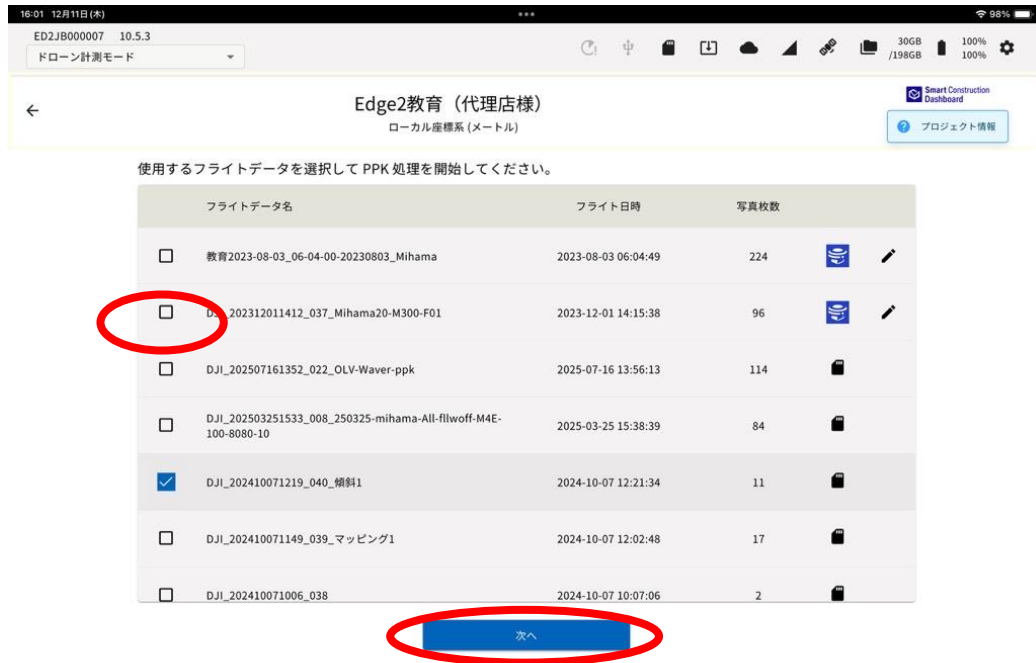 16:01 12月11日(木)
98%
ED2JB000007 10.5.3
ドローン計測モード
30GB
/198GB
100%
100%
Edge2教育（代理店様）
ローカル座標系 (メートル)
Smart Construction
Dashboard
プロジェクト情報
使用するフライトデータを選択して PPK 処理を開始してください。
フライトデータ名 フライト日時 写真枚数
教育2023-08-03_06-04-00-20230803_Mihama 2023-08-03 06:04:49 224
_202312011412_037_Mihama20-M300-F01 2023-12-01 14:15:38 96
DJI_202507161352_022_OLV-Waver-ppk 2025-07-16 13:56:13 114
DJI_202503251533_008_250325-mihama-All-fllwoff-M4E-
100-8080-10 2025-03-25 15:38:39 84
DJI_202410071219_040_傾斜1 2024-10-07 12:21:34 11
DJI_202410071149_039_マッピング1 2024-10-07 12:02:48 17
DJI_202410071006_038 2024-10-07 10:07:06 2
次へ